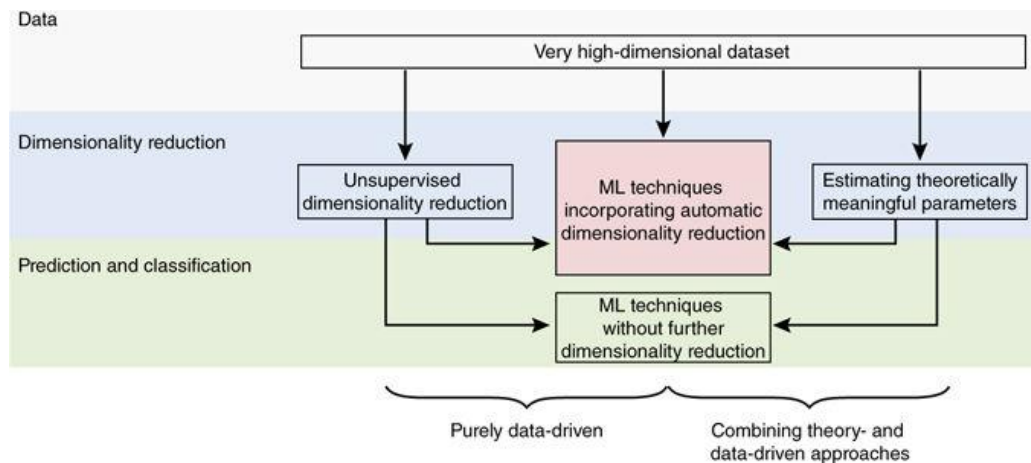 Data
Very high-dimensional dataset
Dimensionality reduction
Unsupervised
dimensionality reduction
ML techniques
incorporating automatic
dimensionality reduction
Estimating theoretically
meaningful parameters
Prediction and classification
ML techniques
without further
dimensionality reduction
Purely data-driven
Combining theory- and
data-driven approaches